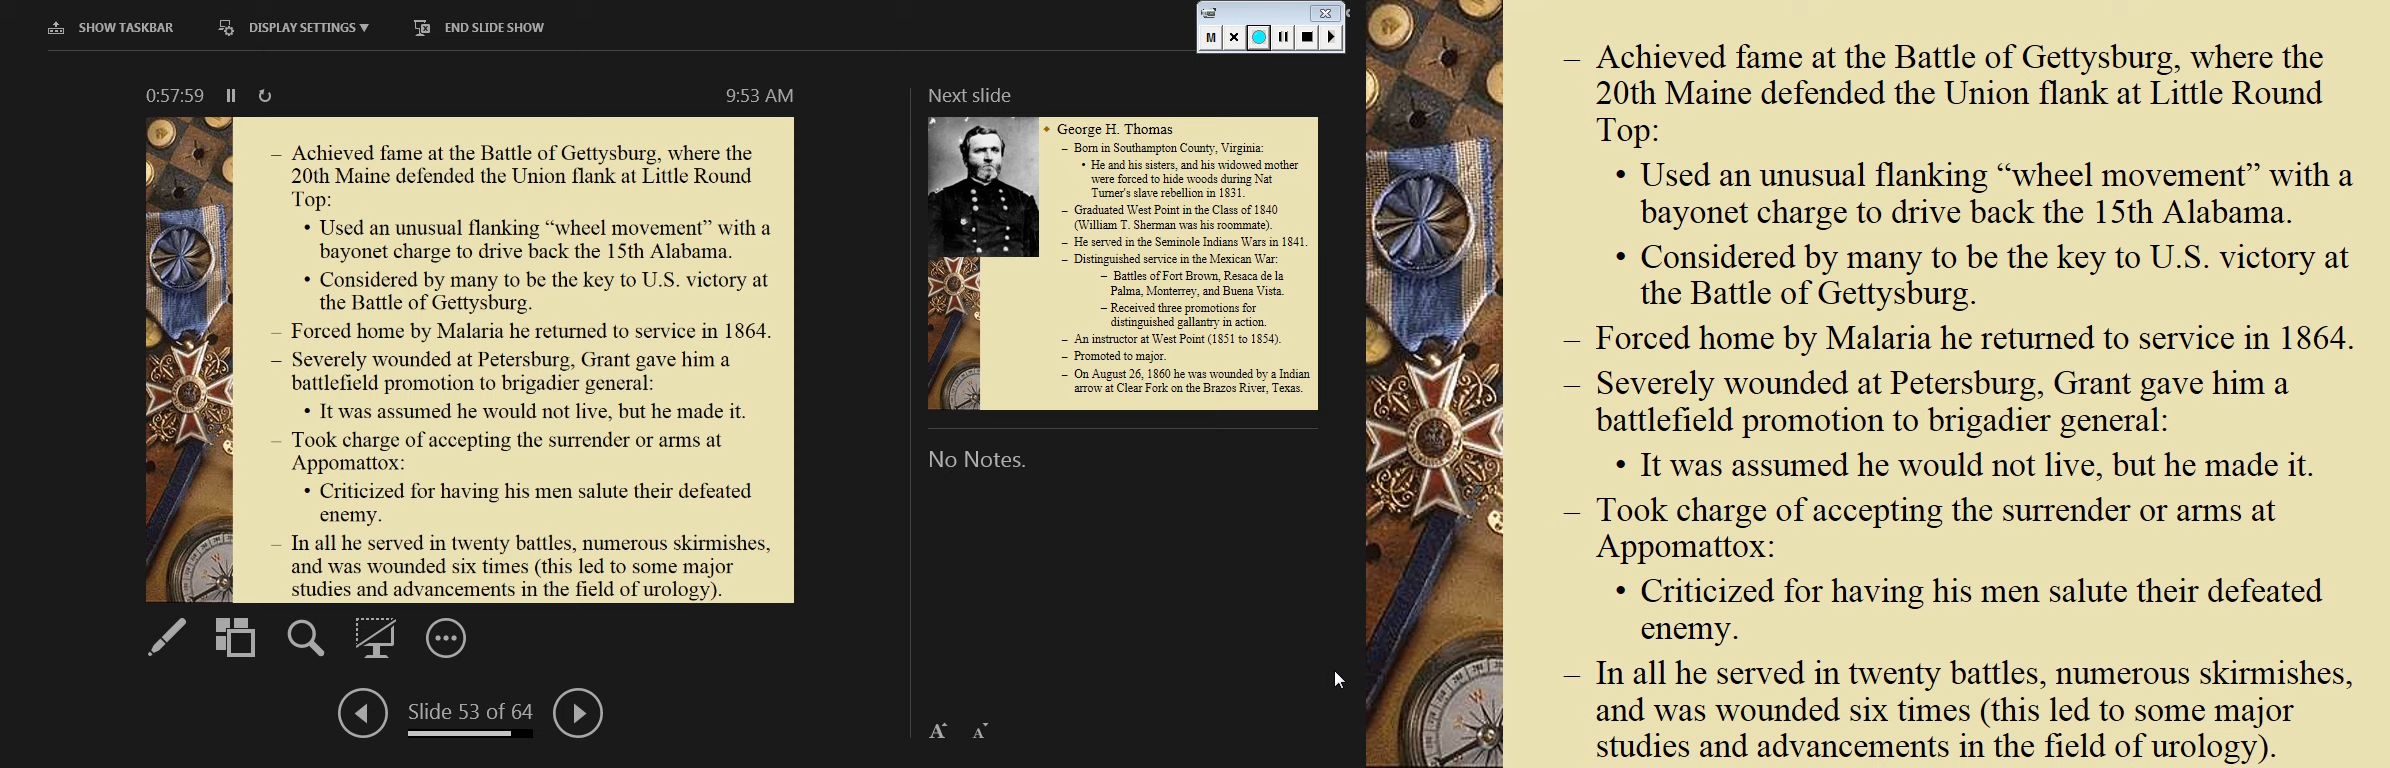 SHOW TASKBAR
DISPLAY SETTINGS ▼
END SLIDE SHOW
M
0:57:59
9:53 AM
– Achieved fame at the Battle of Gettysburg, where the
20th Maine defended the Union flank at Little Round
Top:
• Used an unusual flanking “wheel movement” with a
bayonet charge to drive back the 15th Alabama.
• Considered by many to be the key to U.S. victory at
the Battle of Gettysburg.
– Forced home by Malaria he returned to service in 1864.
– Severely wounded at Petersburg, Grant gave him a
battlefield promotion to brigadier general:
• It was assumed he would not live, but he made it.
– Took charge of accepting the surrender or arms at
Appomattox:
• Criticized for having his men salute their defeated
enemy.
– In all he served in twenty battles, numerous skirmishes,
and was wounded six times (this led to some major
studies and advancements in the field of urology).
Slide 53 of 64
Next slide
George H. Thomas
– Born in Southampton County, Virginia:
• He and his sisters, and his widowed mother
were forced to hide woods during Nat
Turner's slave rebellion in 1831.
– Graduated West Point in the Class of 1840
(William T. Sherman was his roommate).
– He served in the Seminole Indians Wars in 1841.
– Distinguished service in the Mexican War:
– Battles of Fort Brown, Resaca de la
Palma, Monterrey, and Buena Vista.
– Received three promotions for
distinguished gallantry in action.
– An instructor at West Point (1851 to 1854).
– Promoted to major.
– On August 26, 1860 he was wounded by a Indian
arrow at Clear Fork on the Brazos River, Texas.
No Notes.
A A
– Achieved fame at the Battle of Gettysburg, where the
20th Maine defended the Union flank at Little Round
Top:
• Used an unusual flanking “wheel movement” with a
bayonet charge to drive back the 15th Alabama.
• Considered by many to be the key to U.S. victory at
the Battle of Gettysburg.
– Forced home by Malaria he returned to service in 1864.
– Severely wounded at Petersburg, Grant gave him a
battlefield promotion to brigadier general:
• It was assumed he would not live, but he made it.
– Took charge of accepting the surrender or arms at
Appomattox:
• Criticized for having his men salute their defeated
enemy.
– In all he served in twenty battles, numerous skirmishes,
and was wounded six times (this led to some major
studies and advancements in the field of urology).